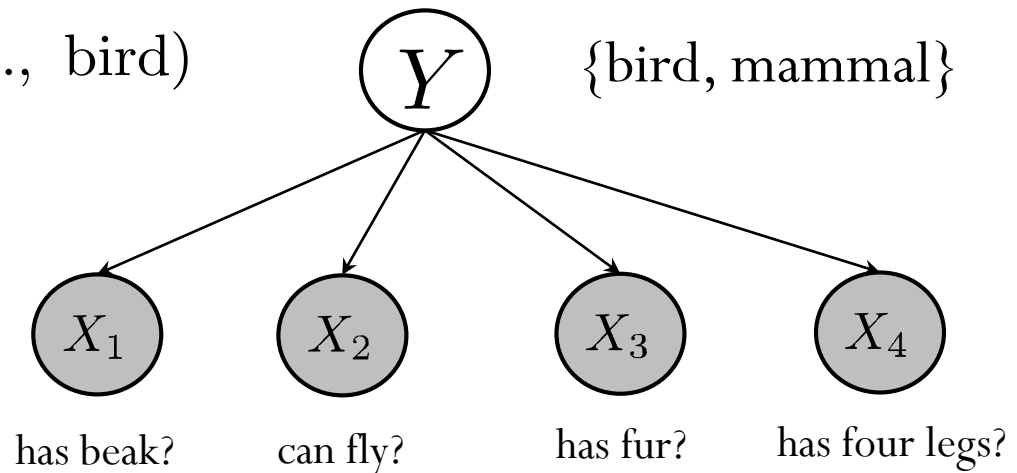 ., bird)
Y
{bird, mammal}
X₁
X₂
X₃
X₄
has beak?
can fly?
has fur?
has four legs?